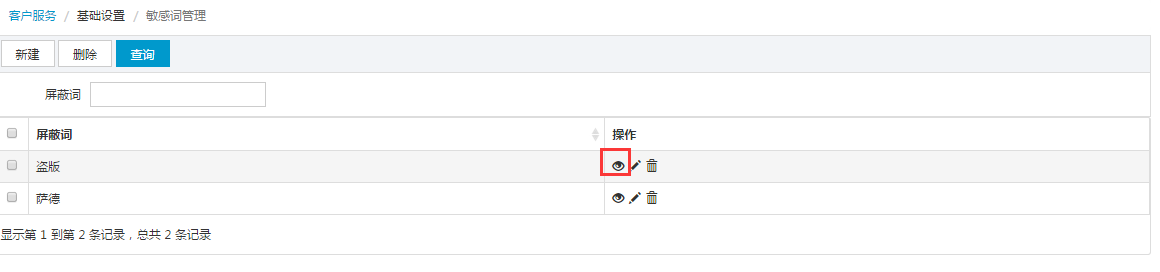 客户服务 / 基础设置 / 敏感词管理
新建 删除 查询
屏蔽词
屏蔽词 操作
盗版
萨德
显示第 1 到第 2 条记录，总共 2 条记录